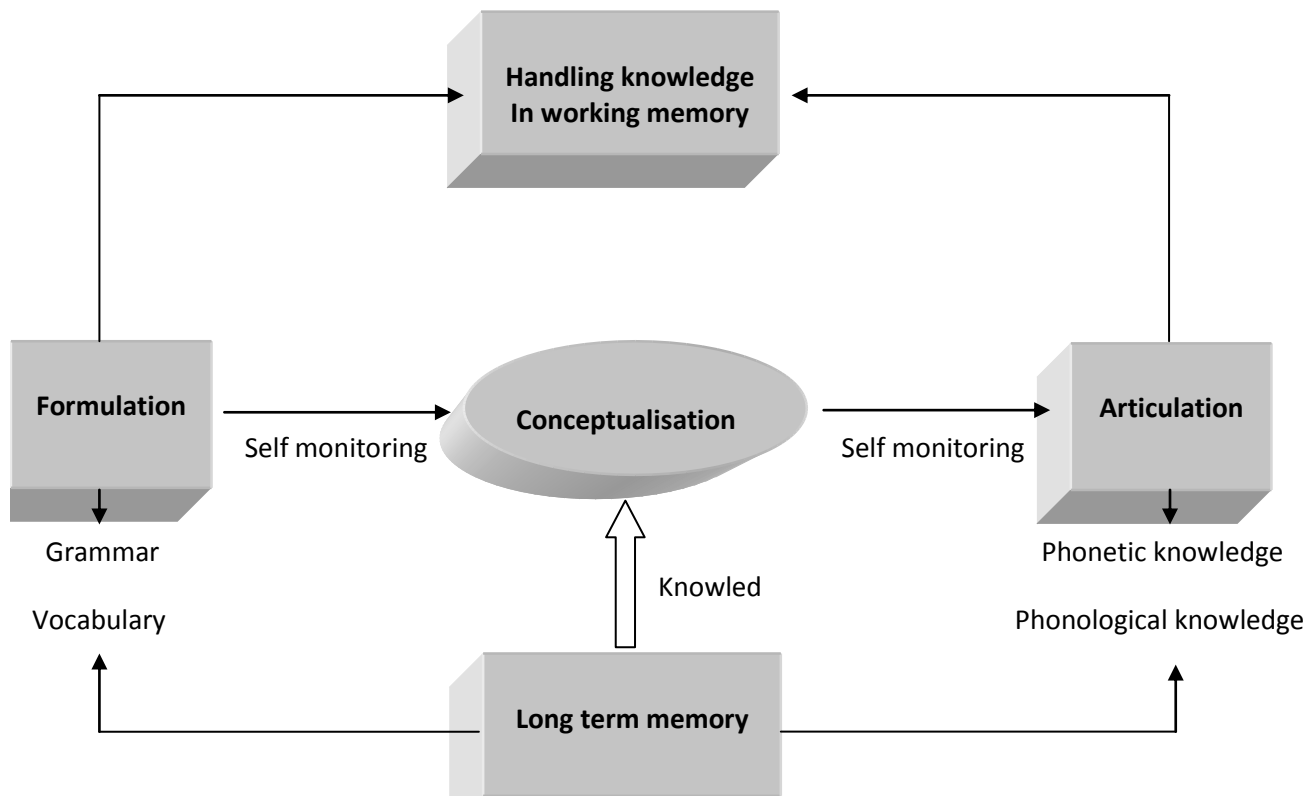 Handling knowledge
In working memory
Formulation
Self monitoring
Conceptualisation
Self monitoring
Articulation
Grammar
Vocabulary
Knowled
Phonetic knowledge
Phonological knowledge
Long term memory